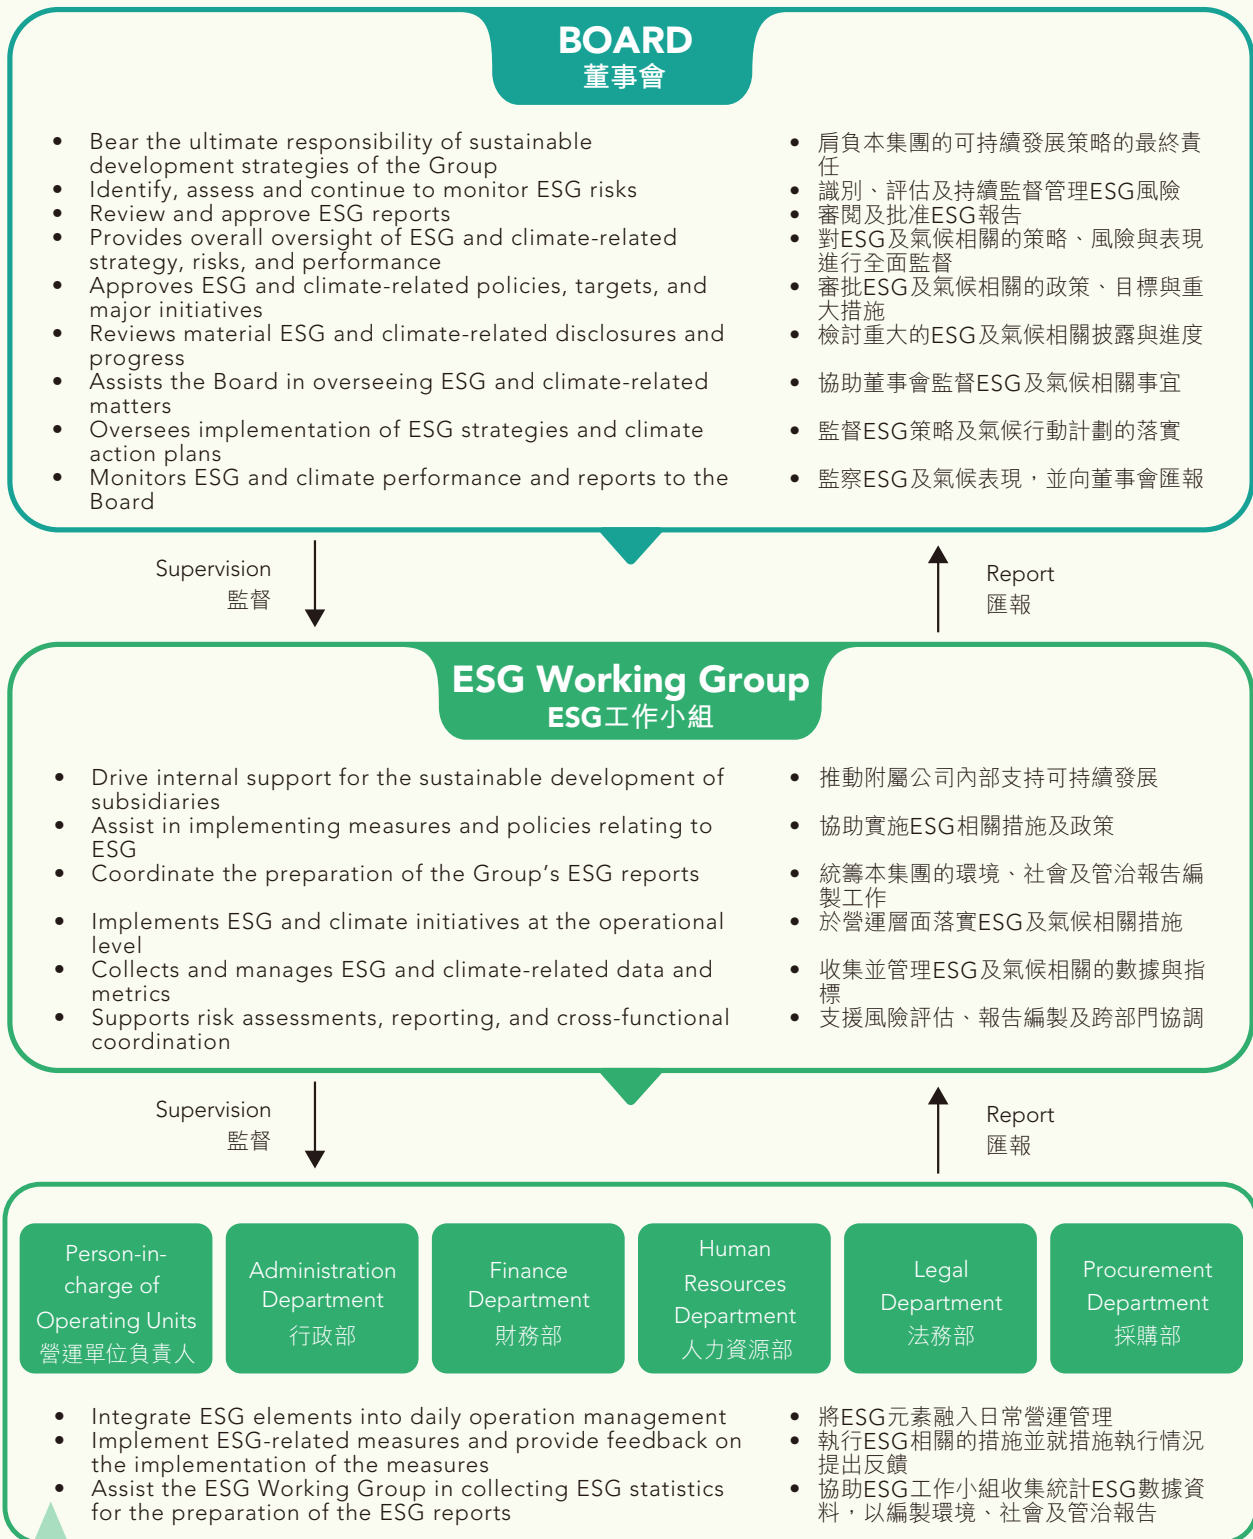 BOARD
董事會
• Bear the ultimate responsibility of sustainable
development strategies of the Group
• Identify, assess and continue to monitor ESG risks
• Review and approve ESG reports
• Provides overall oversight of ESG and climate-related
strategy, risks, and performance
• Approves ESG and climate-related policies, targets, and
major initiatives
• Reviews material ESG and climate-related disclosures and
progress
• Assists the Board in overseeing ESG and climate-related
matters
• Oversees implementation of ESG strategies and climate
action plans
• Monitors ESG and climate performance and reports to the
Board
• 肩負本集團的可持續發展策略的最終責
任
• 識別、評估及持續監督管理ESG風險
• 審閱及批准ESG報告
• 對ESG及氣候相關的策略、風險與表現
進行全面監督
• 審批ESG及氣候相關的政策、目標與重
大措施
• 檢討重大的ESG及氣候相關披露與進度
• 協助董事會監督ESG及氣候相關事宜
• 監督ESG策略及氣候行動計劃的落實
• 監察ESG及氣候表現，並向董事會匯報
Supervision
監督
Report
匯報
ESG Working Group
ESG工作小組
• Drive internal support for the sustainable development of
subsidiaries
• Assist in implementing measures and policies relating to
ESG
• Coordinate the preparation of the Group's ESG reports
• Implements ESG and climate initiatives at the operational
level
• Collects and manages ESG and climate-related data and
metrics
• Supports risk assessments, reporting, and cross-functional
coordination
• 推動附屬公司內部支持可持續發展
• 協助實施ESG相關措施及政策
• 統籌本集團的環境、社會及管治報告編
製工作
• 於營運層面落實ESG及氣候相關措施
• 收集並管理ESG及氣候相關的數據與指
標
• 支援風險評估、報告編製及跨部門協調
Supervision
監督
Report
匯報
Person-in-
charge of
Operating Units
營運單位負責人
Administration
Department
行政部
Finance
Department
財務部
Human
Resources
Department
人力資源部
Legal
Department
法務部
Procurement
Department
採購部
• Integrate ESG elements into daily operation management
• Implement ESG-related measures and provide feedback on
the implementation of the measures
• Assist the ESG Working Group in collecting ESG statistics
for the preparation of the ESG reports
• 將ESG元素融入日常營運管理
• 執行ESG相關的措施並就措施執行情況
提出反饋
• 協助ESG工作小組收集統計ESG數據資
料，以編製環境、社會及管治報告